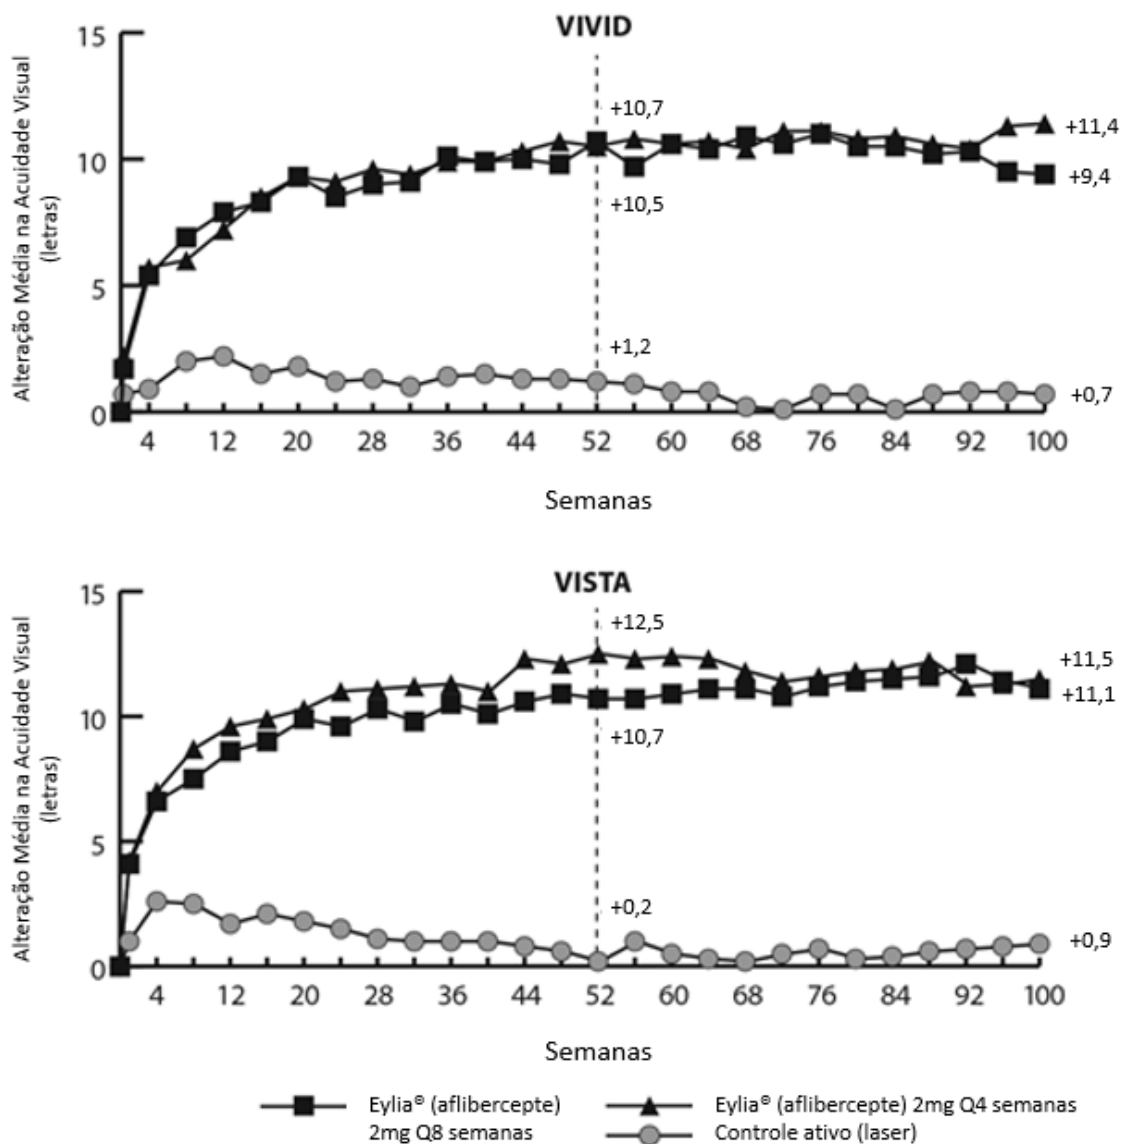 VIVID
Alteração Média na Acuidade Visual
(letras)
15
10
5
0
+10,7
+10,5
+1,2
+11,4
+9,4
+0,7
4 12 20 28 36 44 52 60 68 76 84 92 100
Semanas
VISTA
Alteração Média na Acuidade Visual
(letras)
15
10
5
0
+12,5
+10,7
+0,2
+11,5
+11,1
+0,9
4 12 20 28 36 44 52 60 68 76 84 92 100
Semanas
Eylia® (aflibercepte)
2mg Q8 semanas
Eylia® (aflibercepte) 2mg Q4 semanas
Controle ativo (laser)